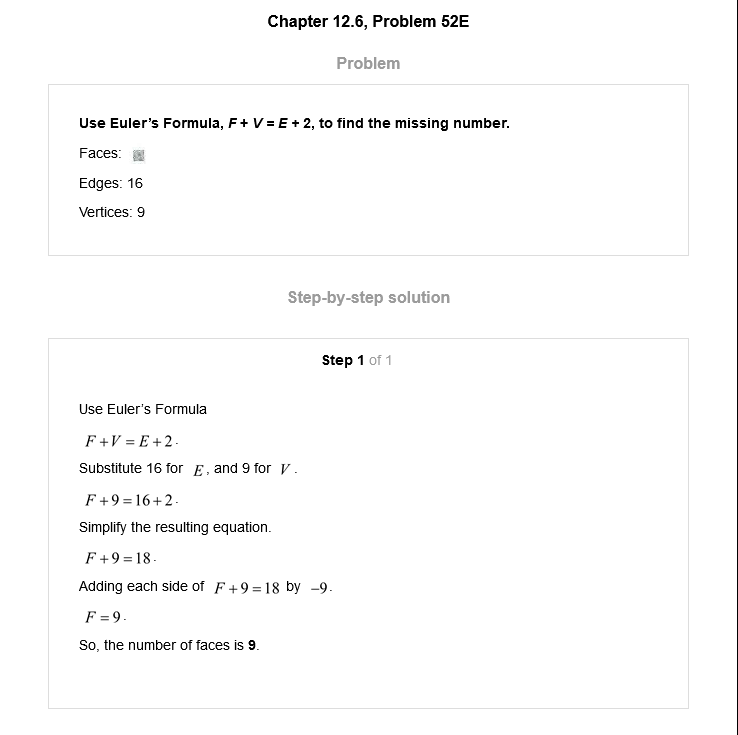 Chapter 12.6, Problem 52E
Problem
Use Euler's Formula, F + V = E + 2, to find the missing number.
Faces:
Edges: 16
Vertices: 9
Step-by-step solution
Step 1 of 1
Use Euler's Formula
F + V = E + 2 .
Substitute 16 for E , and 9 for V .
F + 9 = 16 + 2 .
Simplify the resulting equation.
F + 9 = 18 .
Adding each side of F + 9 = 18 by –9 .
F = 9 .
So, the number of faces is 9.